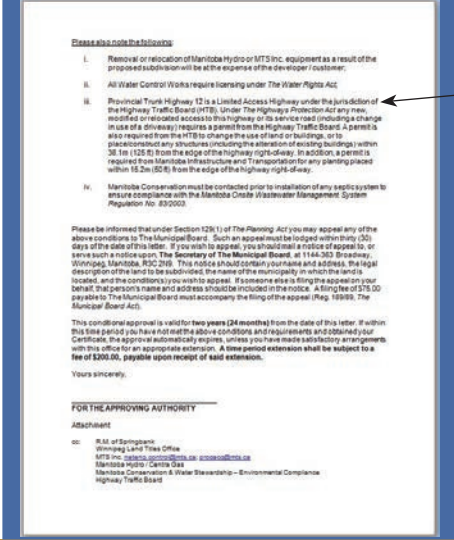 Please also note the following:
i. Removal or relocation of Manitoba Hydro or MTS Inc. equipment as a result of the
proposed subdivision will be at the expense of the developer / customer;
ii. All Water Control Works require licensing under The Water Rights Act;
iii. Provincial Trunk Highway 12 is a Limited Access Highway under the jurisdiction of
the Highway Traffic Board (HTB). Under The Highways Protection Act any new,
modified or relocated access to this highway or its service road (including a change
in use of a driveway) requires a permit from the Highway Traffic Board. A permit is
also required from the HTB to change the use of land or buildings, or to
place/construct any structures (including the alteration of existing buildings) within
38.1m (125 ft) from the edge of the highway right-of-way. In addition, a permit is
required from Manitoba Infrastructure and Transportation for any planting placed
within 15.2m (50 ft) from the edge of the highway right-of-way.
iv. Manitoba Conservation must be contacted prior to installation of any septic system to
ensure compliance with the Manitoba Onsite Wastewater Management System
Regulation No. 83/2003.
Please be informed that under Section 129(1) of The Planning Act you may appeal any of the
above conditions to The Municipal Board. Such an appeal must be lodged within thirty (30)
days of the date of this letter. If you wish to appeal, you should mail a notice of appeal to, or
serve such a notice upon, The Secretary of The Municipal Board, at 1144-363 Broadway,
Winnipeg, Manitoba, R3C 2N9. This notice should contain your name and address, the legal
description of the land to be subdivided, the name of the municipality in which the land is
located, and the condition(s) you wish to appeal. If someone else is filing the appeal on your
behalf, that person's name and address should be included in the notice. A filing fee of $75.00
payable to The Municipal Board must accompany the filing of the appeal (Reg. 189/99, The
Municipal Board Act).
This conditional approval is valid for two years (24 months) from the date of this letter. If within
this time period you have not met the above conditions and requirements and obtained your
Certificate, the approval automatically expires, unless you have made satisfactory arrangements
with this office for an appropriate extension. A time period extension shall be subject to a
fee of $200.00, payable upon receipt of said extension.
Yours sincerely,
FOR THE APPROVING AUTHORITY
Attachment
cc: R.M. of Springbank
Winnipeg Land Titles Office
MTS Inc.
Manitoba Hydro / Centra Gas
Manitoba Conservation & Water Stewardship – Environmental Compliance
Highway Traffic Board